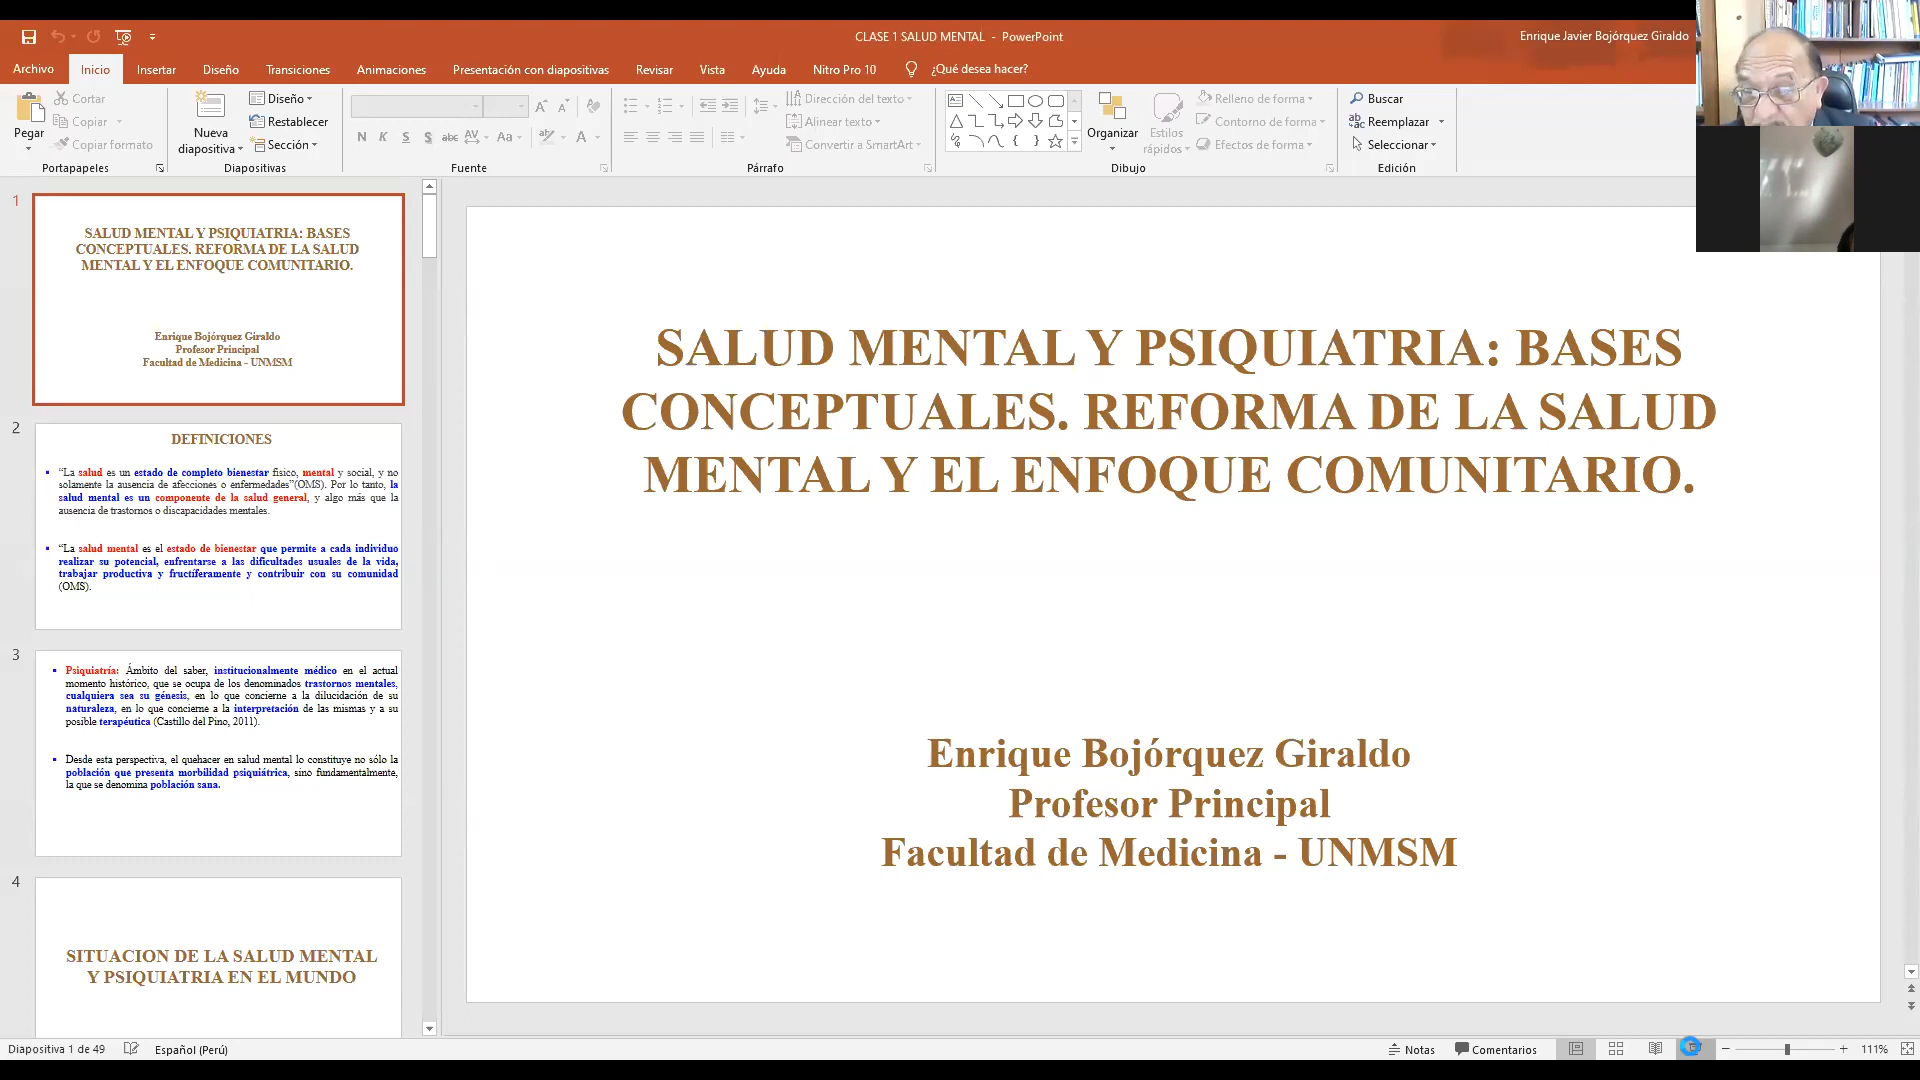 CLASE 1 SALUD MENTAL - PowerPoint
Enrique Javier Bojórquez Giraldo
Archivo
Inicio
Insertar
Diseño
Transiciones
Animaciones
Presentación con diapositivas
Revisar
Vista
Ayuda
Nitro Pro 10
¿Qué desea hacer?
Pegar
Cortar
Copiar
Copiar formato
Portapapeles
Nueva
diapositiva
Diseño
Restablecer
Sección
Diapositivas
N K S S abc AV Aa A
Fuente
Dirección del texto
Alinear texto
Convertir a SmartArt
Párrafo
Organizar
Estilos
rápidos
Relleno de forma
Contorno de forma
Efectos de forma
Dibujo
Buscar
Reemplazar
Seleccionar
Edición
1
SALUD MENTAL Y PSIQUIATRIA: BASES
CONCEPTUALES. REFORMA DE LA SALUD
MENTAL Y EL ENFOQUE COMUNITARIO.
Enrique Bojórquez Giraldo
Profesor Principal
Facultad de Medicina - UNMSM
2
DEFINICIONES
“La salud es un estado de completo bienestar físico, mental y social, y no
solamente la ausencia de afecciones o enfermedades”(OMS). Por lo tanto, la
salud mental es un componente de la salud general, y algo más que la
ausencia de trastornos o discapacidades mentales.
“La salud mental es el estado de bienestar que permite a cada individuo
realizar su potencial, enfrentarse a las dificultades usuales de la vida,
trabajar productiva y fructíferamente y contribuir con su comunidad
(OMS).
3
Psiquiatría: Ámbito del saber, institucionalmente médico en el actual
momento histórico, que se ocupa de los denominados trastornos mentales,
cualquiera sea su génesis, en lo que concierne a la dilucidación de su
naturaleza, en lo que concierne a la interpretación de las mismas y a su
posible terapéutica (Castillo del Pino, 2011).
Desde esta perspectiva, el quehacer en salud mental lo constituye no sólo la
población que presenta morbilidad psiquiátrica, sino fundamentalmente,
la que se denomina población sana.
4
SITUACION DE LA SALUD MENTAL
Y PSIQUIATRIA EN EL MUNDO
SALUD MENTAL Y PSIQUIATRIA: BASES
CONCEPTUALES. REFORMA DE LA SALUD
MENTAL Y EL ENFOQUE COMUNITARIO.
Enrique Bojórquez Giraldo
Profesor Principal
Facultad de Medicina - UNMSM
Diapositiva 1 de 49
Español (Perú)
Notas
Comentarios
111%